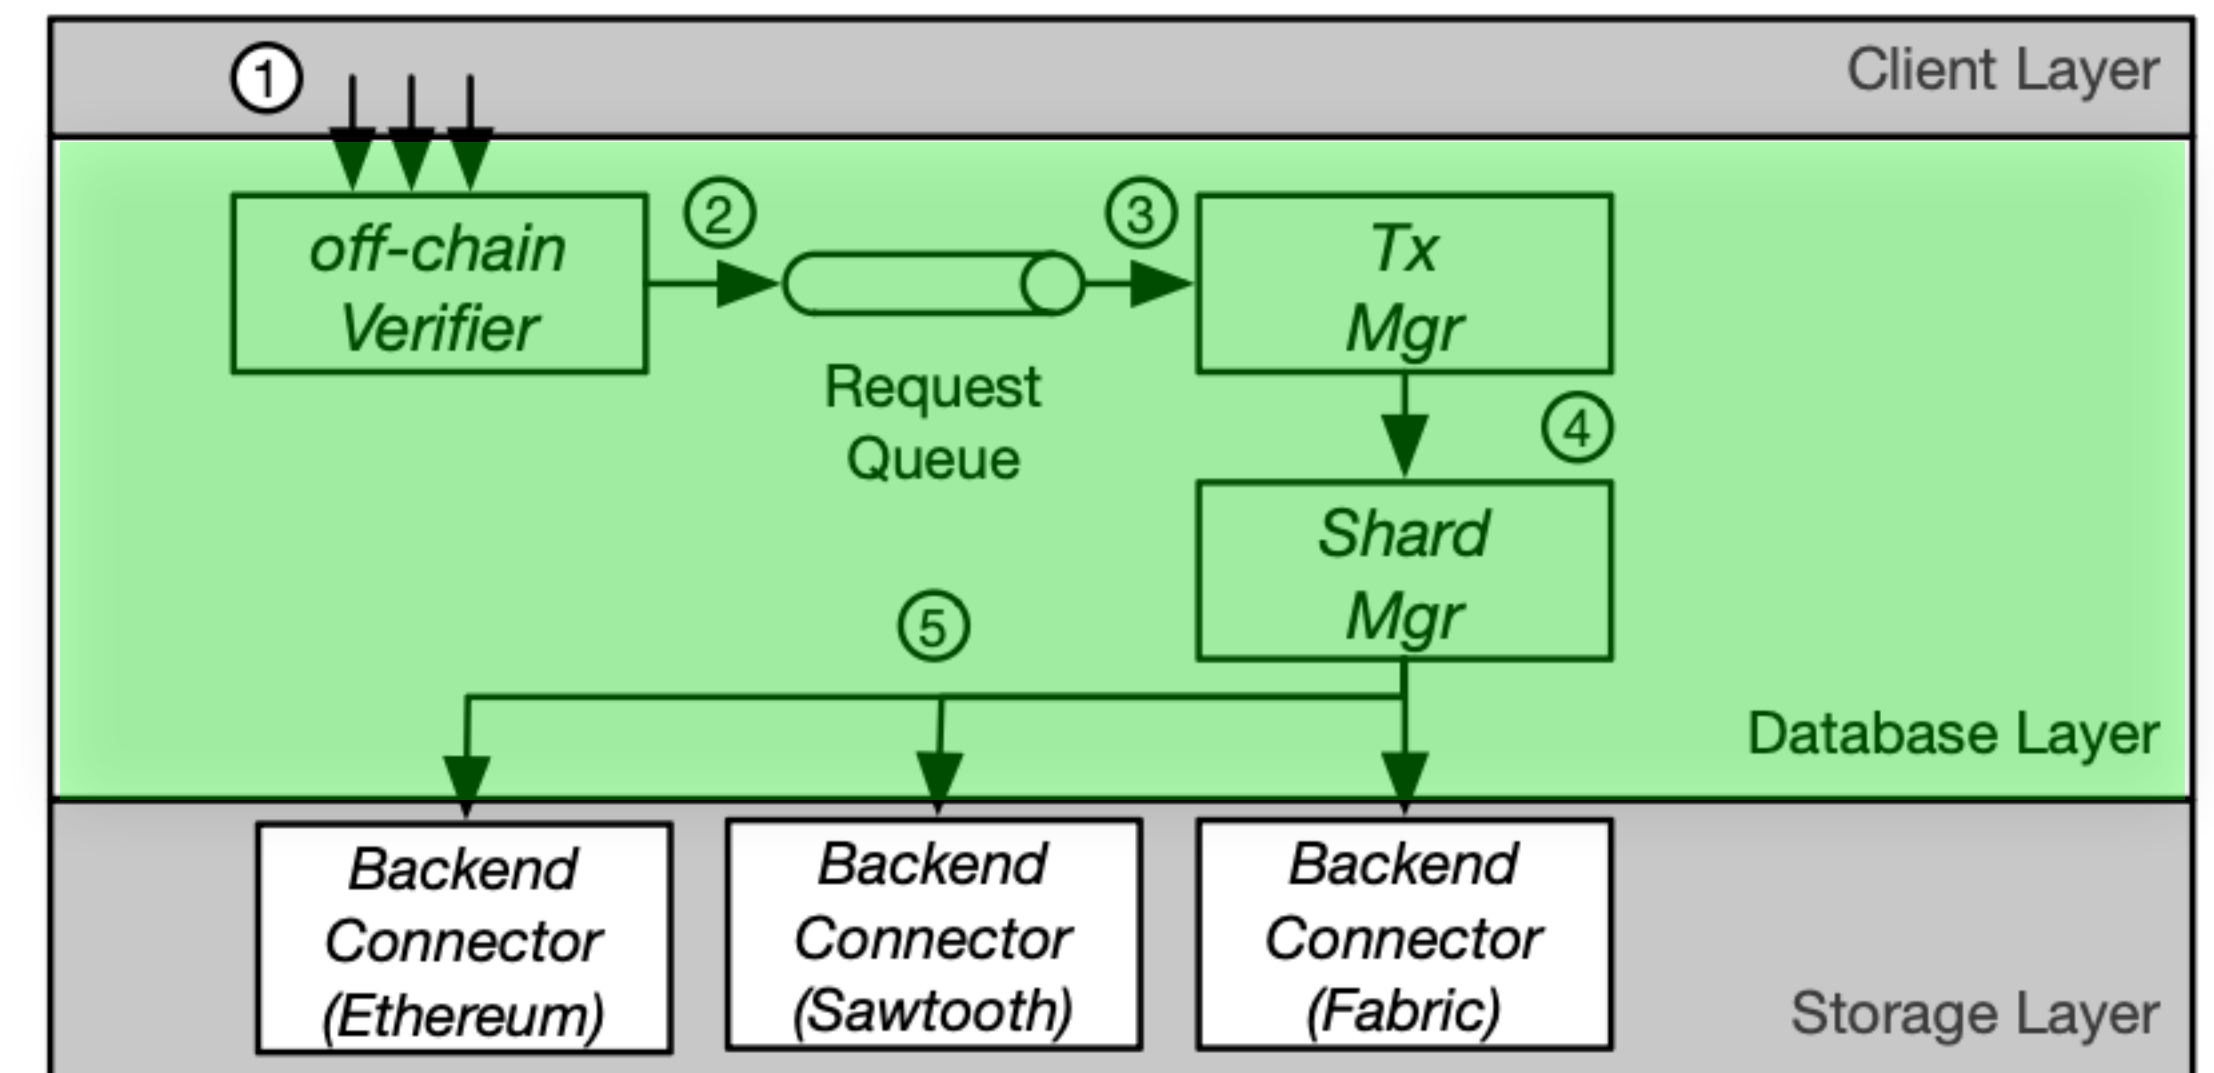 Client Layer
1
off-chain
Verifier
2
Request
Queue
3
Tx
Mgr
4
Shard
Mgr
5
Database Layer
Backend
Connector
(Ethereum)
Backend
Connector
(Sawtooth)
Backend
Connector
(Fabric)
Storage Layer